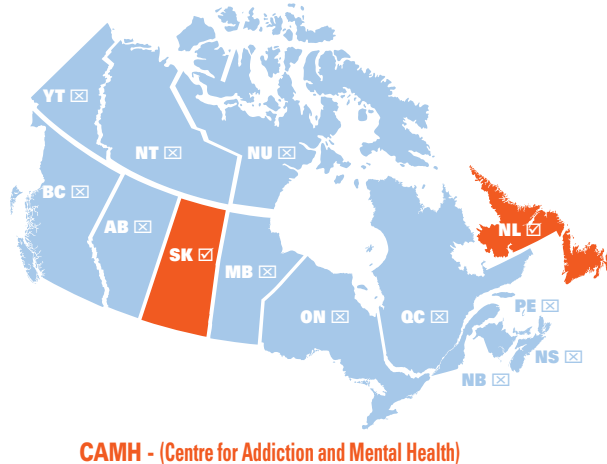 YT ☒
NT ☒
NU ☒
BC ☒
AB ☒
SK ☑
MB ☒
ON ☒
QC ☒
NL ☑
PE ☒
NS ☒
NB ☒
CAMH - (Centre for Addiction and Mental Health)